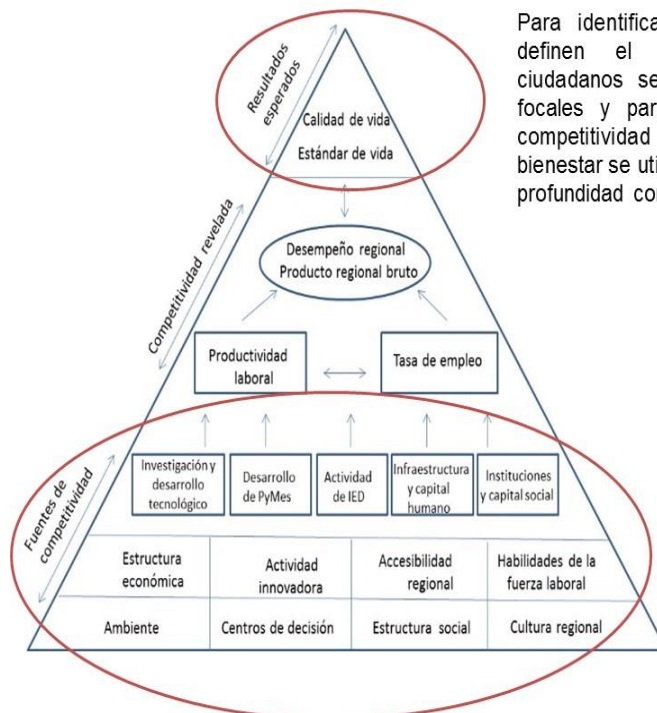 Para identifica
definen el
ciudadanos se
focales y par
competitividad
bienestar se uti
profundidad co
Resultados
esperados
Calidad de vida
Estándar de vida
Competitividad revelada
Desempeño regional
Producto regional bruto
Productividad
laboral
Tasa de empleo
Fuentes de
competitividad
Investigación y
desarrollo
tecnológico
Desarrollo
de PyMes
Actividad
de IED
Infraestructura
y capital
humano
Instituciones
y capital social
Estructura
económica
Actividad
innovadora
Accesibilidad
regional
Habilidades de la
fuerza laboral
Ambiente
Centros de decisión
Estructura social
Cultura regional